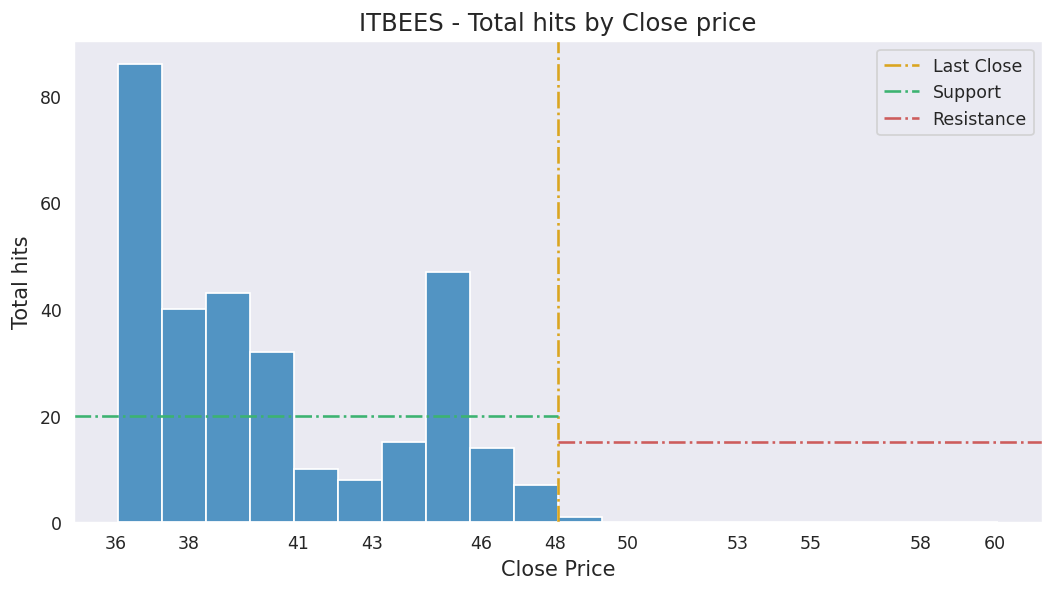 ITBEES - Total hits by Close price
Last Close
Support
Resistance
Total hits
80
60
40
20
0
36 38 41 43 46 48 50 53 55 58 60
Close Price